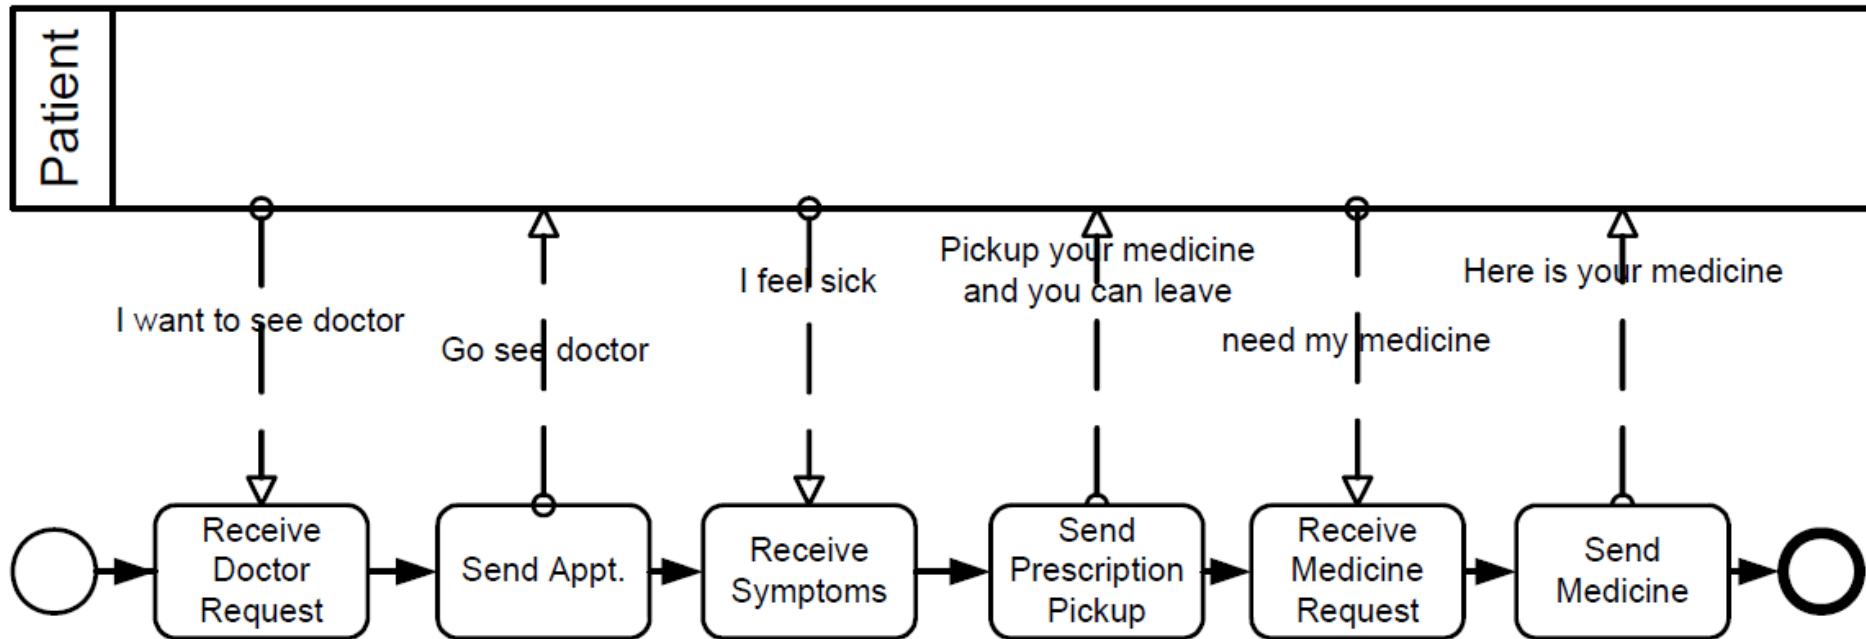 Patient
I want to see doctor
Go see doctor
I feel sick
Pickup your medicine
and you can leave
need my medicine
Here is your medicine
Receive
Doctor
Request
Send Appt.
Receive
Symptoms
Send
Prescription
Pickup
Receive
Medicine
Request
Send
Medicine